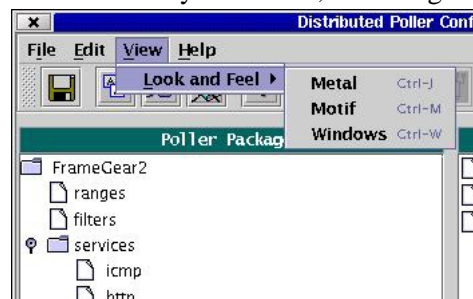 Distributed Poller Conf
File Edit View Help
Look and Feel
Metal Ctrl-J
Motif Ctrl-M
Windows Ctrl-W
Poller Packag
FrameGear2
ranges
filters
services
icmp
http